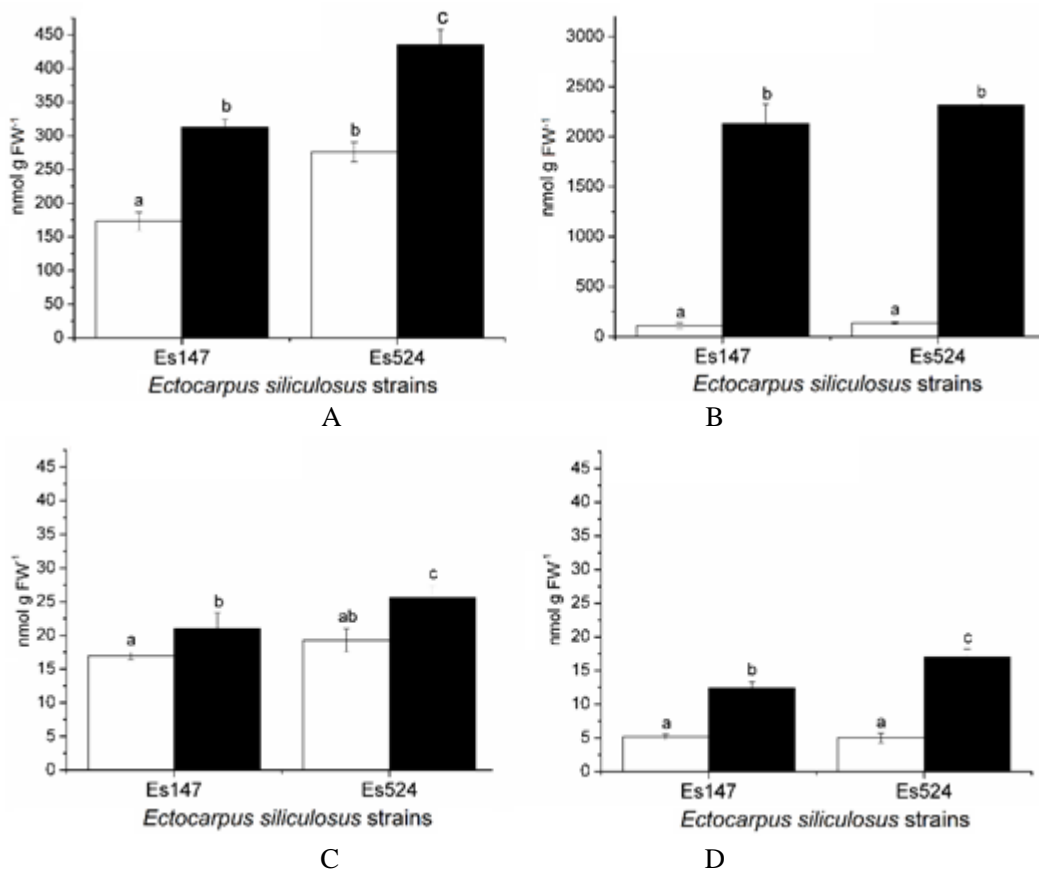 450
400
350
300
250
200
150
100
50
0
nmol g FW⁻¹
a
b
b
c
Es147 Es524
Ectocarpus siliculosus strains
A
3000
2500
2000
2500
1000
500
0
nmol g FW⁻¹
a
b
a
b
Es147 Es524
Ectocarpus siliculosus strains
B
45
40
35
30
25
20
15
10
5
0
nmol g FW⁻¹
a
b
ab
c
Es147 Es524
Ectocarpus siliculosus strains
C
45
40
35
30
25
20
15
10
5
0
nmol g FW⁻¹
a
b
a
c
Es147 Es524
Ectocarpus siliculosus strains
D